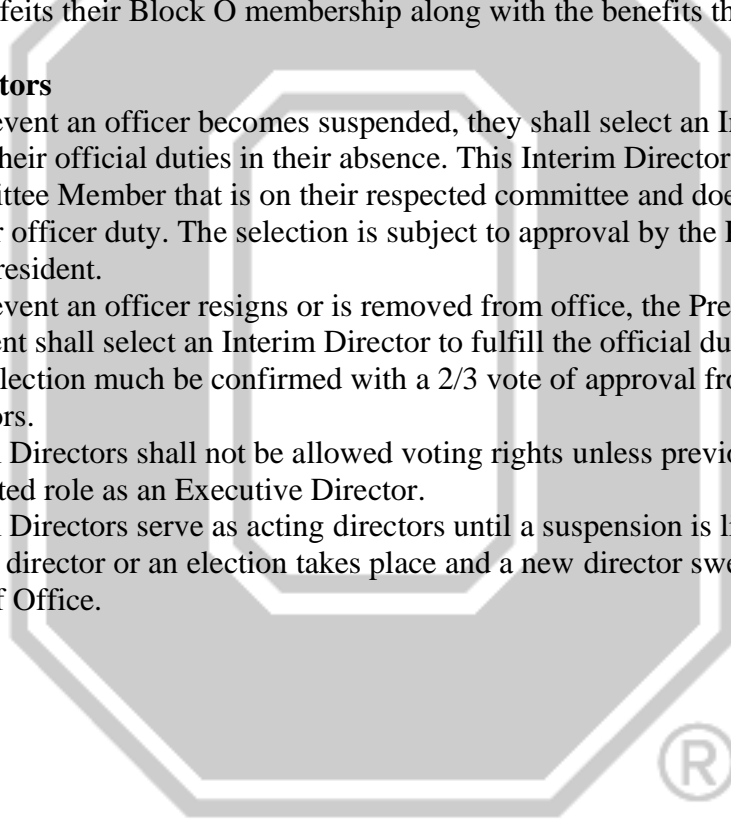 feits their Block O membership along with the benefits th
tors
event an officer becomes suspended, they shall select an In
heir official duties in their absence. This Interim Director
ittee Member that is on their respected committee and doe
r officer duty. The selection is subject to approval by the
resident.
event an officer resigns or is removed from office, the Pre
ent shall select an Interim Director to fulfill the official du
election much be confirmed with a 2/3 vote of approval fro
ors.
Directors shall not be allowed voting rights unless previo
ted role as an Executive Director.
Directors serve as acting directors until a suspension is li
director or an election takes place and a new director swe
f Office.
®